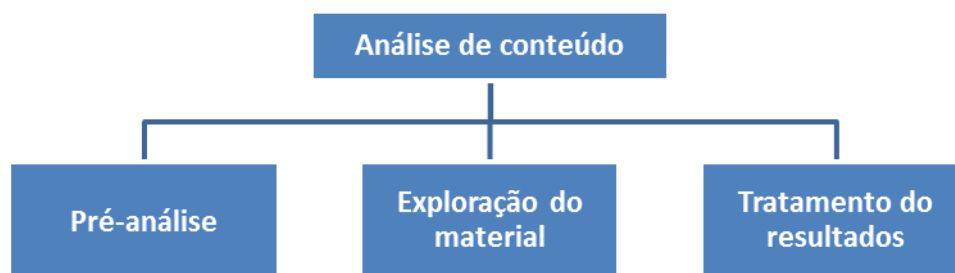 Análise de conteúdo
Pré-análise
Exploração do
material
Tratamento do
resultados